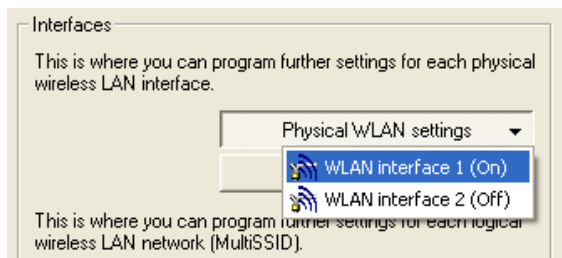 Interfaces
This is where you can program further settings for each physical
wireless LAN interface.
Physical WLAN settings
WLAN interface 1 (On)
WLAN interface 2 (Off)
This is where you can program further settings for each logical
wireless LAN network (MultiSSID).